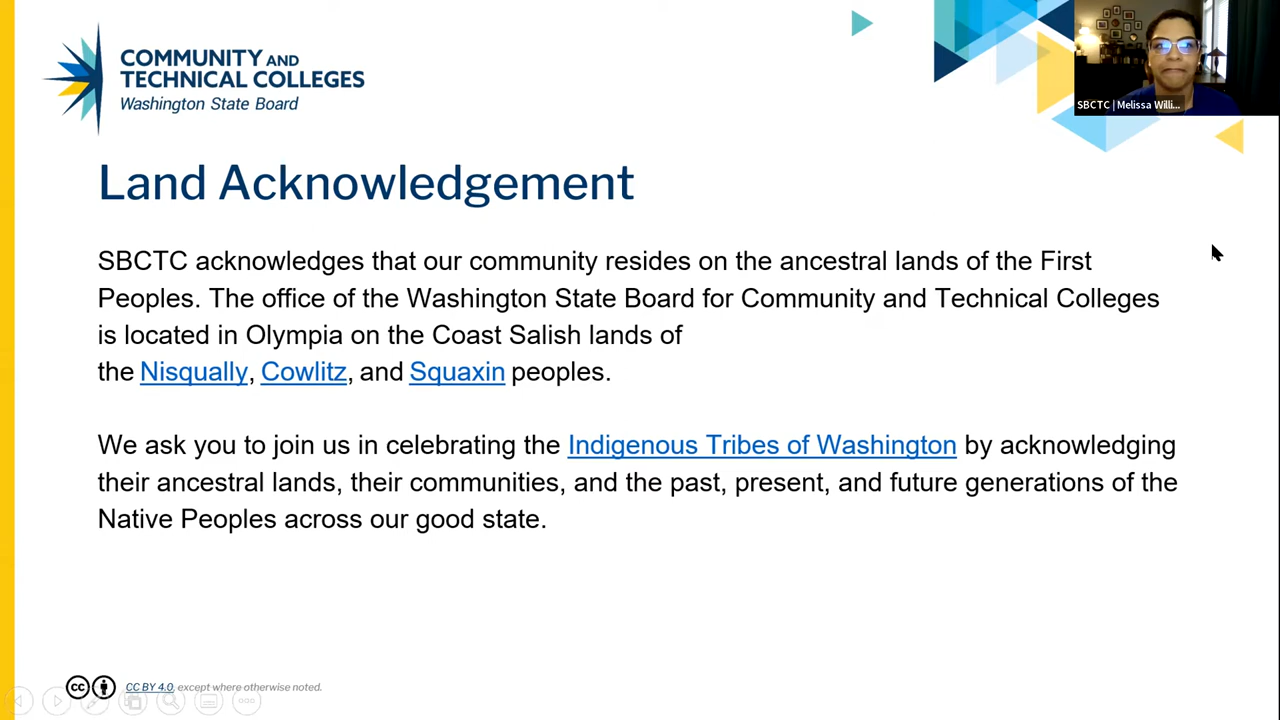 COMMUNITY AND
TECHNICAL COLLEGES
Washington State Board
SBCTC | Melissa Willi...
Land Acknowledgement
SBCTC acknowledges that our community resides on the ancestral lands of the First
Peoples. The office of the Washington State Board for Community and Technical Colleges
is located in Olympia on the Coast Salish lands of
the Nisqually, Cowlitz, and Squaxin peoples.
We ask you to join us in celebrating the Indigenous Tribes of Washington by acknowledging
their ancestral lands, their communities, and the past, present, and future generations of the
Native Peoples across our good state.
cc
CC BY 4.0, except where otherwise noted.